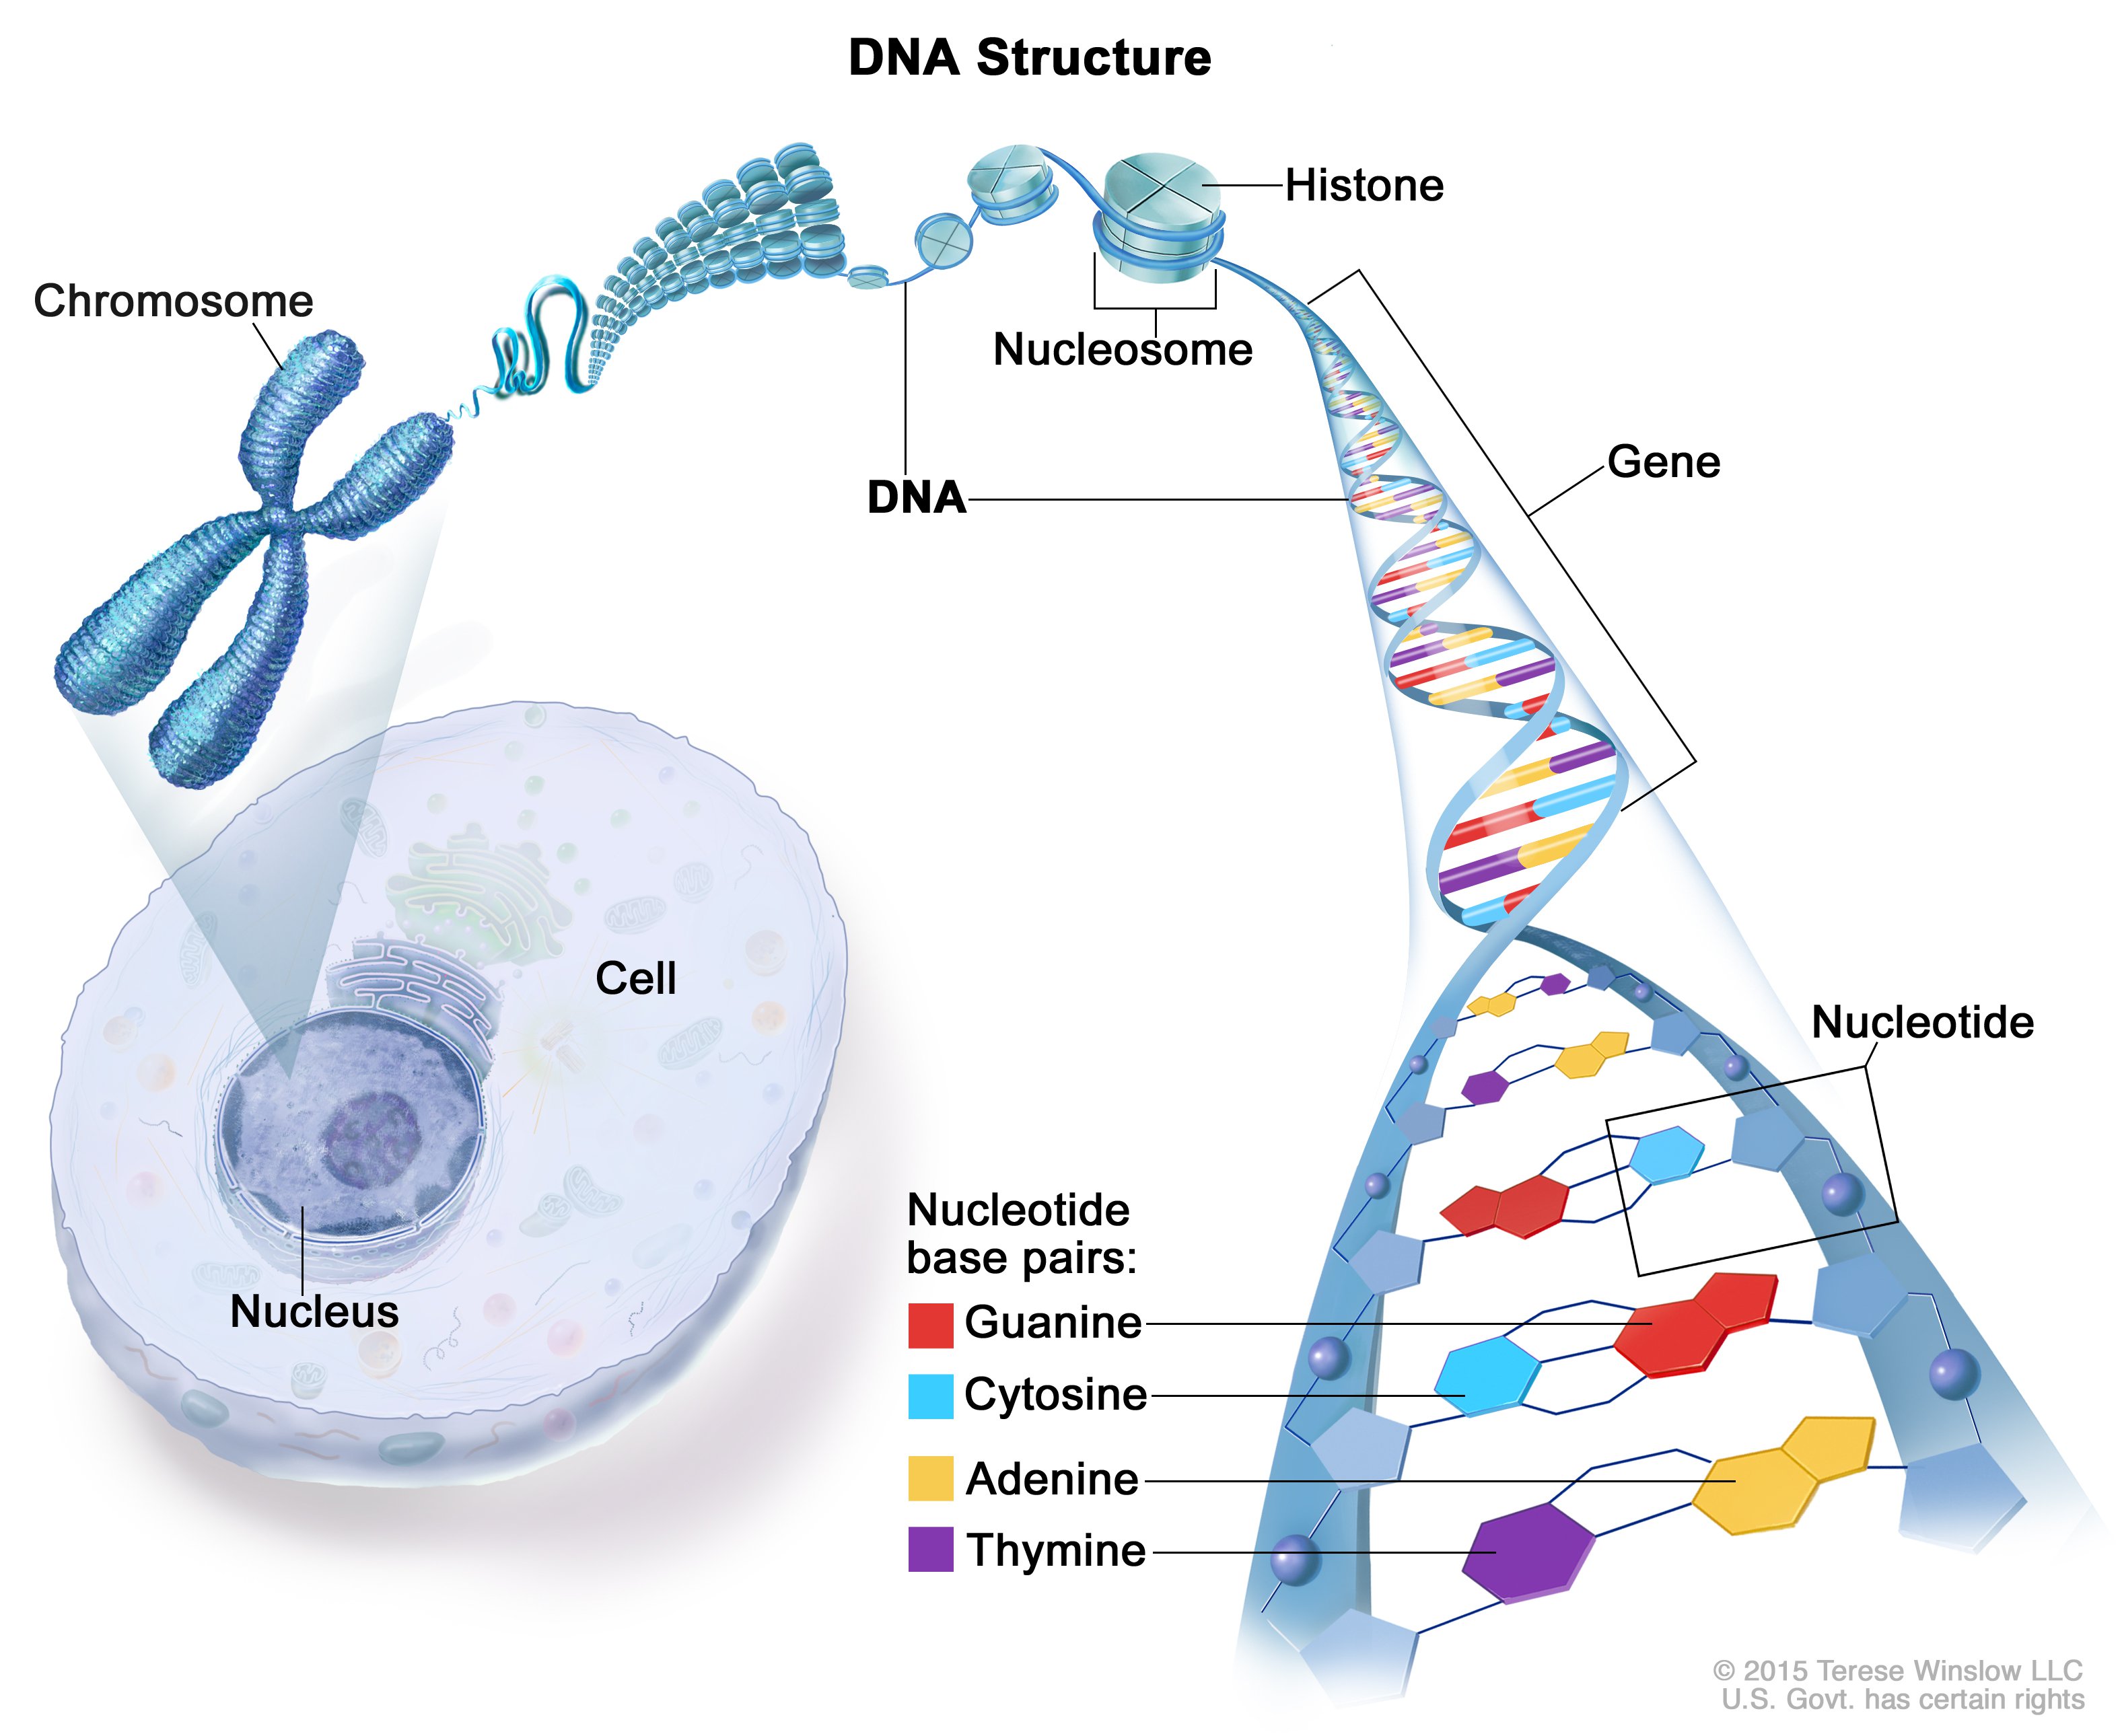 DNA Structure
Histone
Chromosome
Nucleosome
Gene
DNA
Cell
Nucleotide
Nucleus
Nucleotide
base pairs:
Guanine
Cytosine
Adenine
Thymine
© 2015 Terese Winslow LLC
U.S. Govt. has certain rights